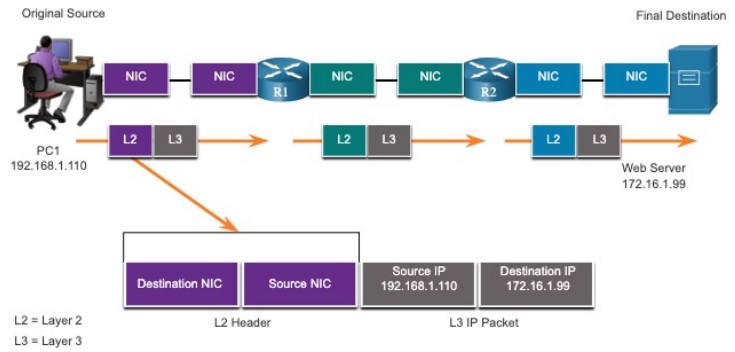 Original Source
Final Destination
NIC
NIC
R1
NIC
NIC
R2
NIC
NIC
PC1
192.168.1.110
L2
L3
L2
L3
L2
L3
Web Server
172.16.1.99
Destination NIC
Source NIC
Source IP
192.168.1.110
Destination IP
172.16.1.99
L2 = Layer 2
L3 = Layer 3
L2 Header
L3 IP Packet